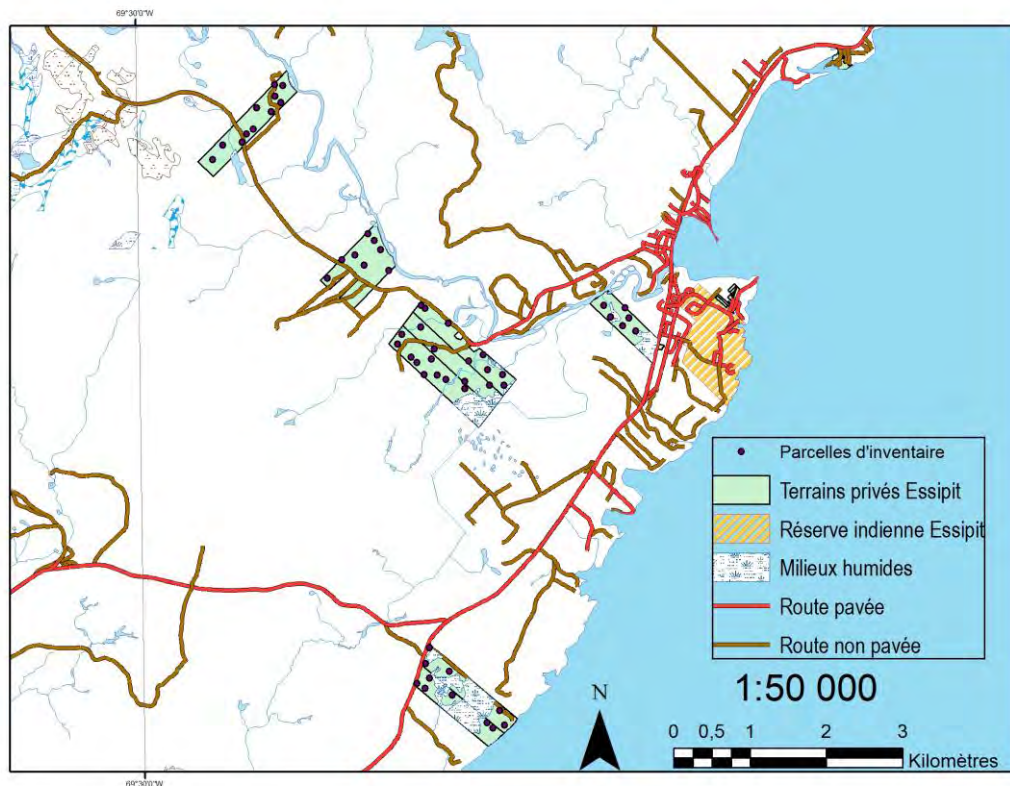 69°30'0"W
Parcelles d'inventaire
Terrains privés Essipit
Réserve indienne Essipit
Milieux humides
Route pavée
Route non pavée
1:50 000
N
0 0,5 1 2 3
Kilomètres
69°30'0"W